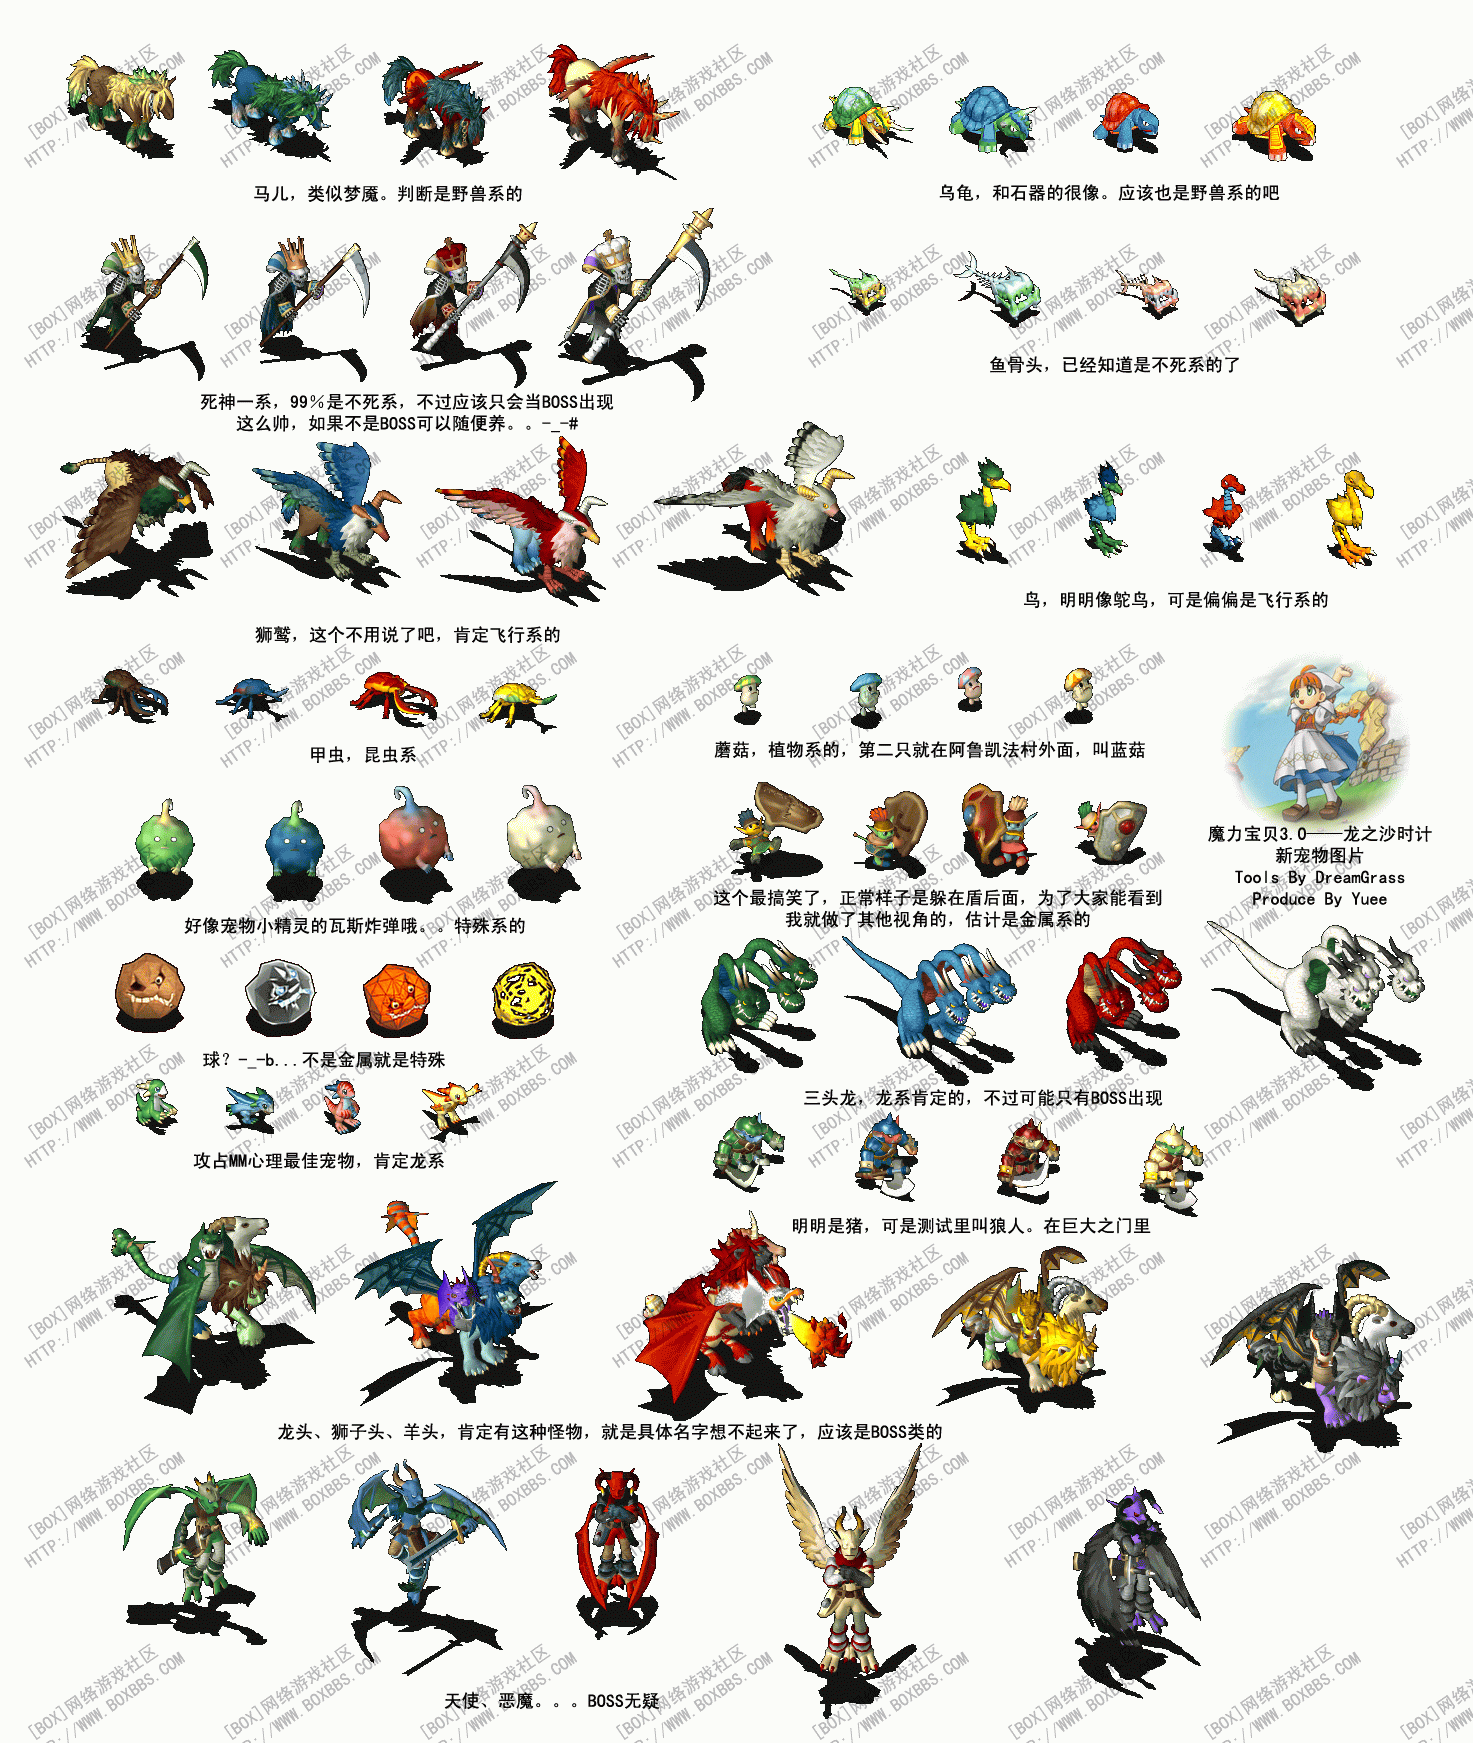 马儿，类似梦魇。判断是野兽系的
乌龟，和石器的很像。应该也是野兽系的吧
死神一系，99%是不死系，不过应该只会当BOSS出现
这么帅，如果不是BOSS可以随便养。。-_-#
鱼骨头，已经知道是不死系的了
狮鹫，这个不用说了吧，肯定飞行系的
鸟，明明像鸵鸟，可是偏偏是飞行系的
甲虫，昆虫系
蘑菇，植物系的，第二只就在阿鲁凯法村外面，叫蓝菇
魔力宝贝3.0——龙之沙时计
新宠物图片
Tools By DreamGrass
Produce By Yuee
好像宠物小精灵的瓦斯炸弹哦。。特殊系的
这个最搞笑了，正常样子是躲在盾后面，为了大家能看到
我就做了其他视角的，估计是金属系的
球？-_-b...不是金属就是特殊
三头龙，龙系肯定的，不过可能只有BOSS出现
攻占MM心理最佳宠物，肯定龙系
明明是猪，可是测试里叫狼人。在巨大之门里
龙头、狮子头、羊头，肯定有这种怪物，就是具体名字想不起来了，应该是BOSS类的
天使、恶魔。。。BOSS无疑
[BOX]网络游戏社区
HTTP://WWW.BOXBBS.COM